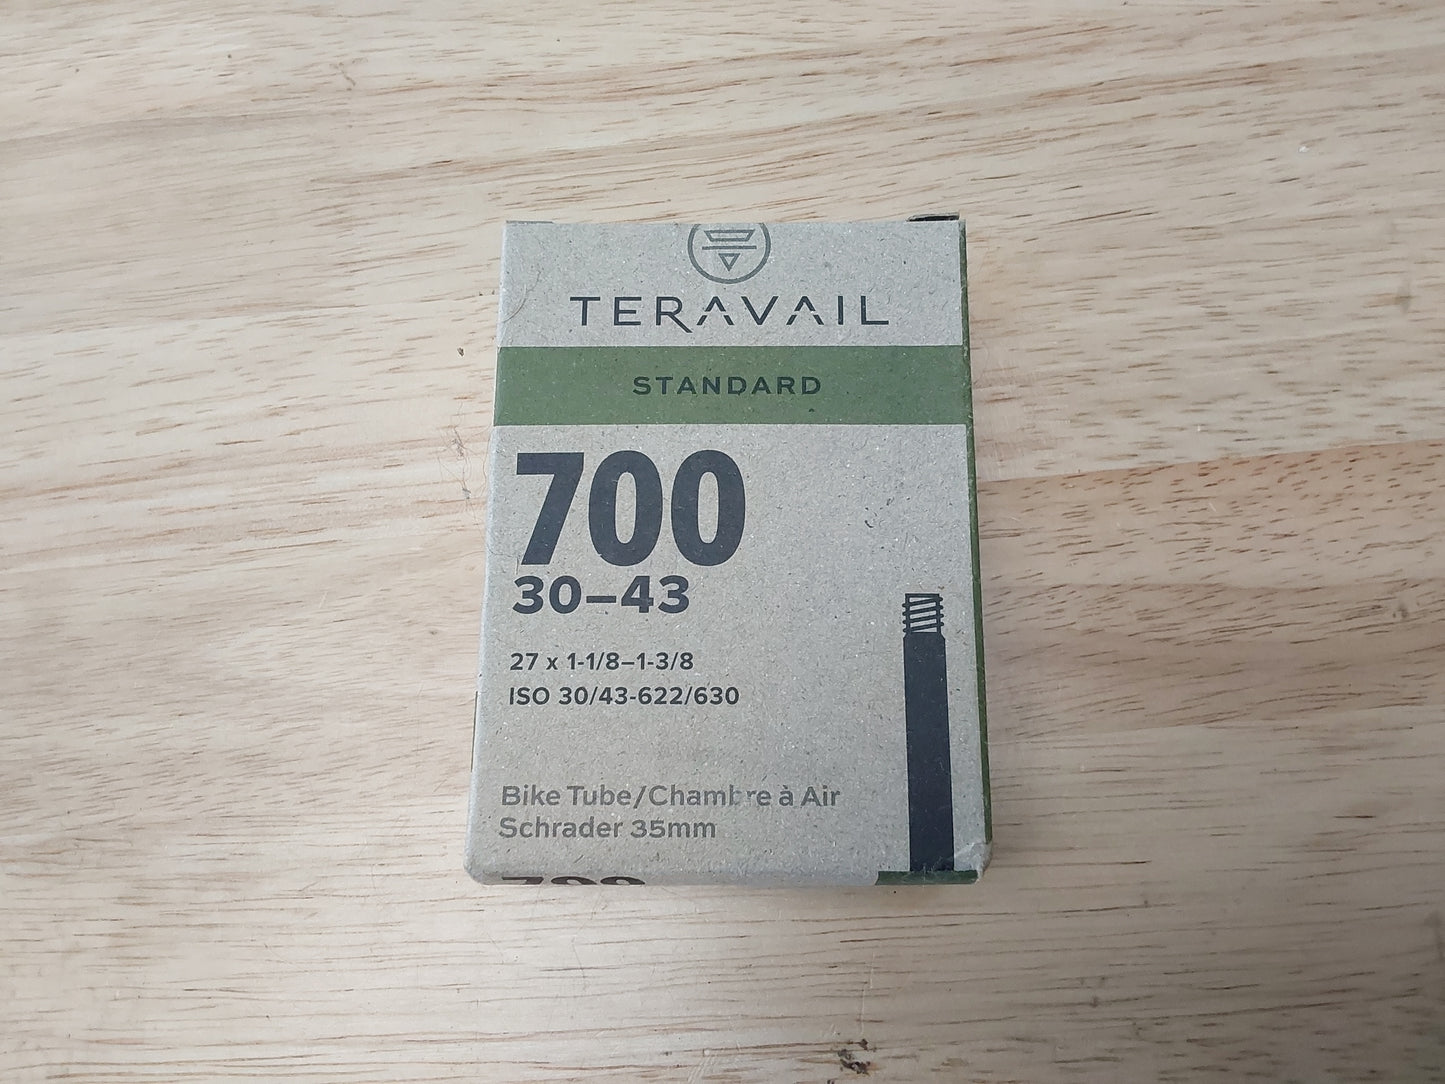 TERAVAIL
STANDARD
700
30–43
27 x 1-1/8–1-3/8
ISO 30/43-622/630
Bike Tube/Chambre à Air
Schrader 35mm
700